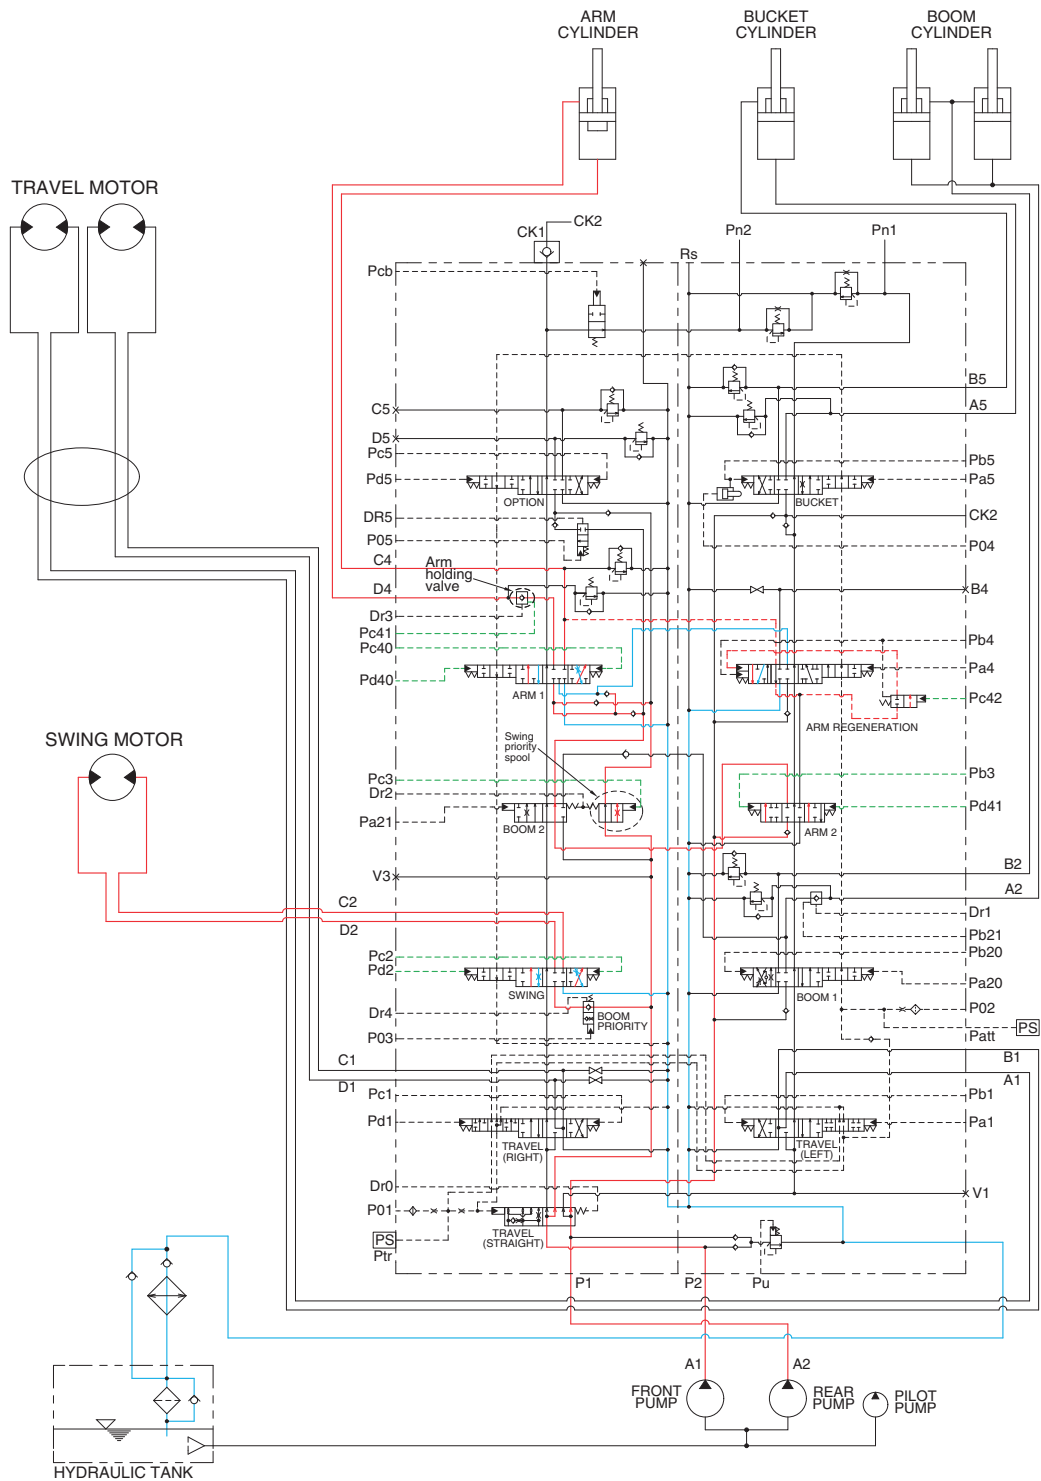 ARM
CYLINDER
BUCKET
CYLINDER
BOOM
CYLINDER
TRAVEL MOTOR
CK2
CK1
Pn2
Pn1
Rs
Pcb
B5
A5
C5
D5
Pc5
Pd5
OPTION
BUCKET
Pb5
Pa5
CK2
DR5
P05
P04
C4
Arm
holding
valve
D4
B4
Dr3
Pc41
Pc40
Pb4
Pd40
Pa4
ARM 1
Pc42
ARM REGENERATION
SWING MOTOR
Swing
priority
spool
Pc3
Dr2
Pb3
Pd41
Pa21
BOOM 2
ARM 2
V3
B2
A2
C2
D2
Dr1
Pb21
Pc2
Pd2
Pb20
SWING
BOOM 1
Pa20
Dr4
BOOM
PRIORITY
P02
P03
PS
Patt
C1
B1
D1
A1
Pc1
Pb1
Pd1
Pa1
TRAVEL
(RIGHT)
TRAVEL
(LEFT)
Dr0
P01
V1
TRAVEL
(STRAIGHT)
PS
Ptr
P1
P2
Pu
A1
A2
FRONT
PUMP
REAR
PUMP
PILOT
PUMP
HYDRAULIC TANK